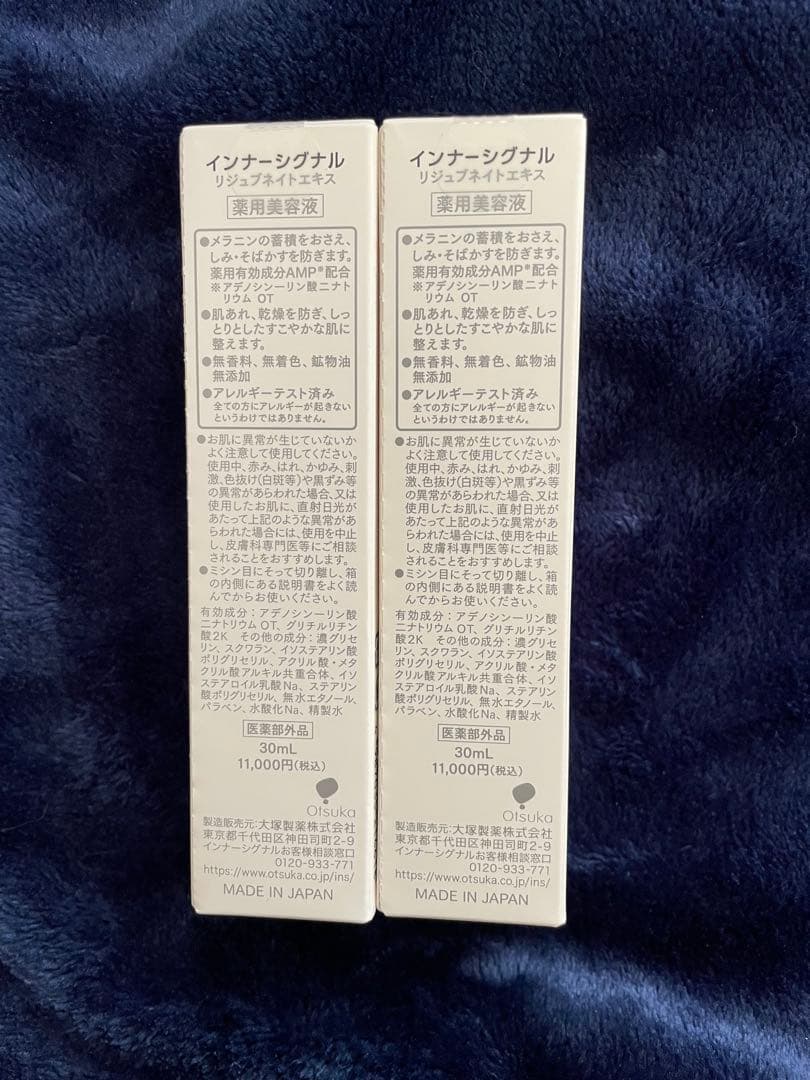 インナーシグナル
リジュブネイトエキス
薬用美容液
●メラニンの蓄積をおさえ、
しみ・そばかすを防ぎます。
薬用有効成分AMP※配合
※アデノシン一リン酸二ナト
リウム OT
●肌あれ、乾燥を防ぎ、しっ
とりとしたすこやかな肌に
整えます。
●無香料、無着色、鉱物油
無添加
●アレルギーテスト済み
全ての方にアレルギーが起きない
というわけではありません。
●お肌に異常が生じていないか
よく注意して使用してください。
使用中、赤み、はれ、かゆみ、刺
激、色抜け(白斑等)や黒ずみ等
の異常があらわれた場合、又は
使用したお肌に、直射日光が
あたって上記のような異常があ
らわれた場合には、使用を中止
し、皮膚科専門医等にご相談
されることをおすすめします。
●ミシン目にそって切り離し、箱
の内側にある説明書をよく読
んでからお使いください。
有効成分：アデノシン一リン酸
二ナトリウム OT、グリチルリチン
酸2K その他の成分：濃グリセ
リン、スクワラン、イソステアリン酸
ポリグリセリル、アクリル酸・メタ
クリル酸アルキル共重合体、イソ
ステアロイル乳酸Na、ステアリン
酸ポリグリセリル、無水エタノール、
パラベン、水酸化Na、精製水
医薬部外品
30mL
11,000円(税込)
Otsuka
製造販売元:大塚製薬株式会社
東京都千代田区神田司町2-9
インナーシグナルお客様相談窓口
0120-933-771
https://www.otsuka.co.jp/ins/
MADE IN JAPAN
インナーシグナル
リジュブネイトエキス
薬用美容液
●メラニンの蓄積をおさえ、
しみ・そばかすを防ぎます。
薬用有効成分AMP※配合
※アデノシン一リン酸二ナト
リウム OT
●肌あれ、乾燥を防ぎ、しっ
とりとしたすこやかな肌に
整えます。
●無香料、無着色、鉱物油
無添加
●アレルギーテスト済み
全ての方にアレルギーが起きない
というわけではありません。
●お肌に異常が生じていないか
よく注意して使用してください。
使用中、赤み、はれ、かゆみ、刺
激、色抜け(白斑等)や黒ずみ等
の異常があらわれた場合、又は
使用したお肌に、直射日光が
あたって上記のような異常があ
らわれた場合には、使用を中止
し、皮膚科専門医等にご相談
されることをおすすめします。
●ミシン目にそって切り離し、箱
の内側にある説明書をよく読
んでからお使いください。
有効成分：アデノシン一リン酸
二ナトリウム OT、グリチルリチン
酸2K その他の成分：濃グリセ
リン、スクワラン、イソステアリン酸
ポリグリセリル、アクリル酸・メタ
クリル酸アルキル共重合体、イソ
ステアロイル乳酸Na、ステアリン
酸ポリグリセリル、無水エタノール、
パラベン、水酸化Na、精製水
医薬部外品
30mL
11,000円(税込)
Otsuka
製造販売元:大塚製薬株式会社
東京都千代田区神田司町2-9
インナーシグナルお客様相談窓口
0120-933-771
https://www.otsuka.co.jp/ins/
MADE IN JAPAN